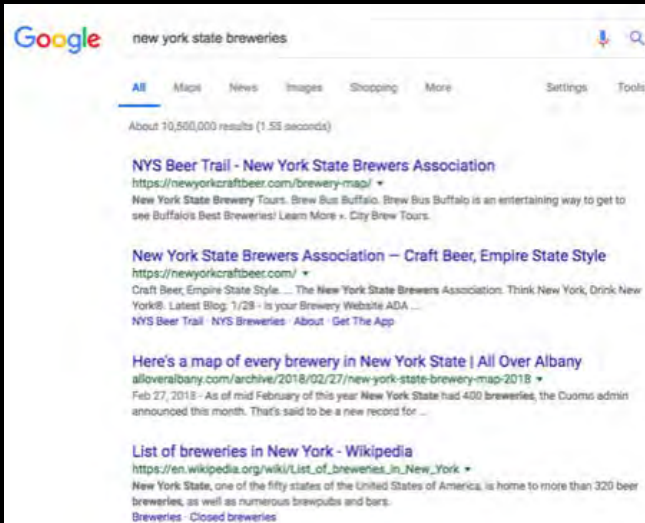 Google new york state breweries
All Maps News Images Shopping More Settings Tools
About 10,500,000 results (1.55 seconds)
NYS Beer Trail - New York State Brewers Association
https://newyorkcraftbeer.com/brewery-map/
New York State Brewery Tours. Brew Bus Buffalo. Brew Bus Buffalo is an entertaining way to get to
see Buffalo's Best Breweries! Learn More ». City Brew Tours.
New York State Brewers Association – Craft Beer, Empire State Style
https://newyorkcraftbeer.com/
Craft Beer, Empire State Style. ... The New York State Brewers Association. Think New York, Drink New
York®. Latest Blog: 1/28 - Is your Brewery Website ADA ...
NYS Beer Trail · NYS Breweries · About · Get The App
Here's a map of every brewery in New York State | All Over Albany
alloveralbany.com/archive/2018/02/27/new-york-state-brewery-map-2018
Feb 27, 2018 - As of mid February of this year New York State had 400 breweries, the Cuomo admin
announced this month. That's said to be a new record for ...
List of breweries in New York - Wikipedia
https://en.wikipedia.org/wiki/List_of_breweries_in_New_York
New York State, one of the fifty states of the United States of America, is home to more than 320 beer
breweries, as well as numerous brewpubs and bars.
Breweries · Closed breweries